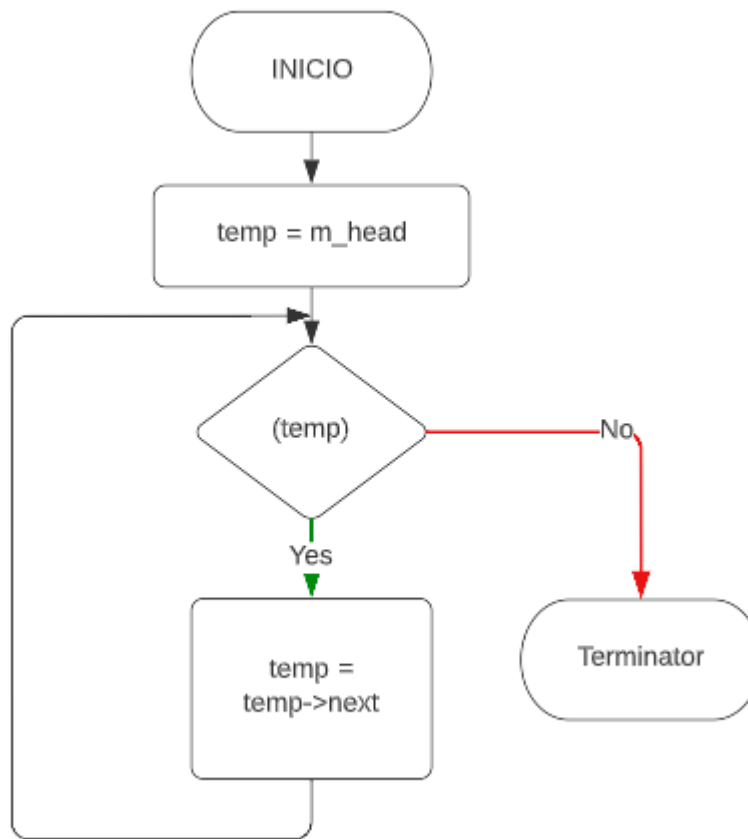 INICIO
temp = m_head
(temp)
No
Yes
temp =
temp->next
Terminator